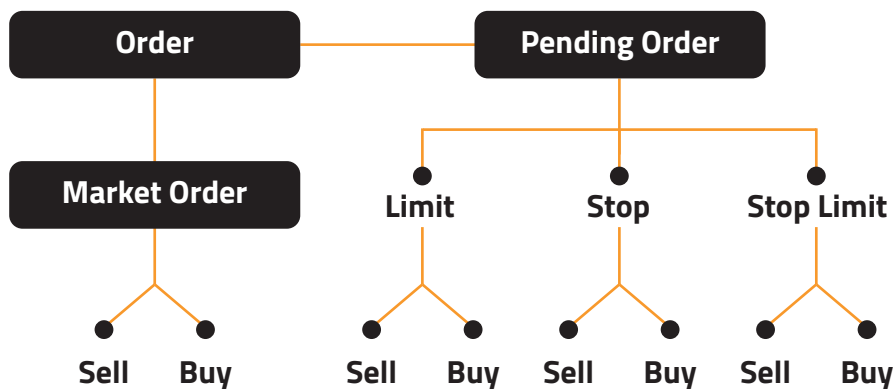 Order
Pending Order
Market Order
Limit
Stop
Stop Limit
Sell
Buy
Sell
Buy
Sell
Buy
Sell
Buy